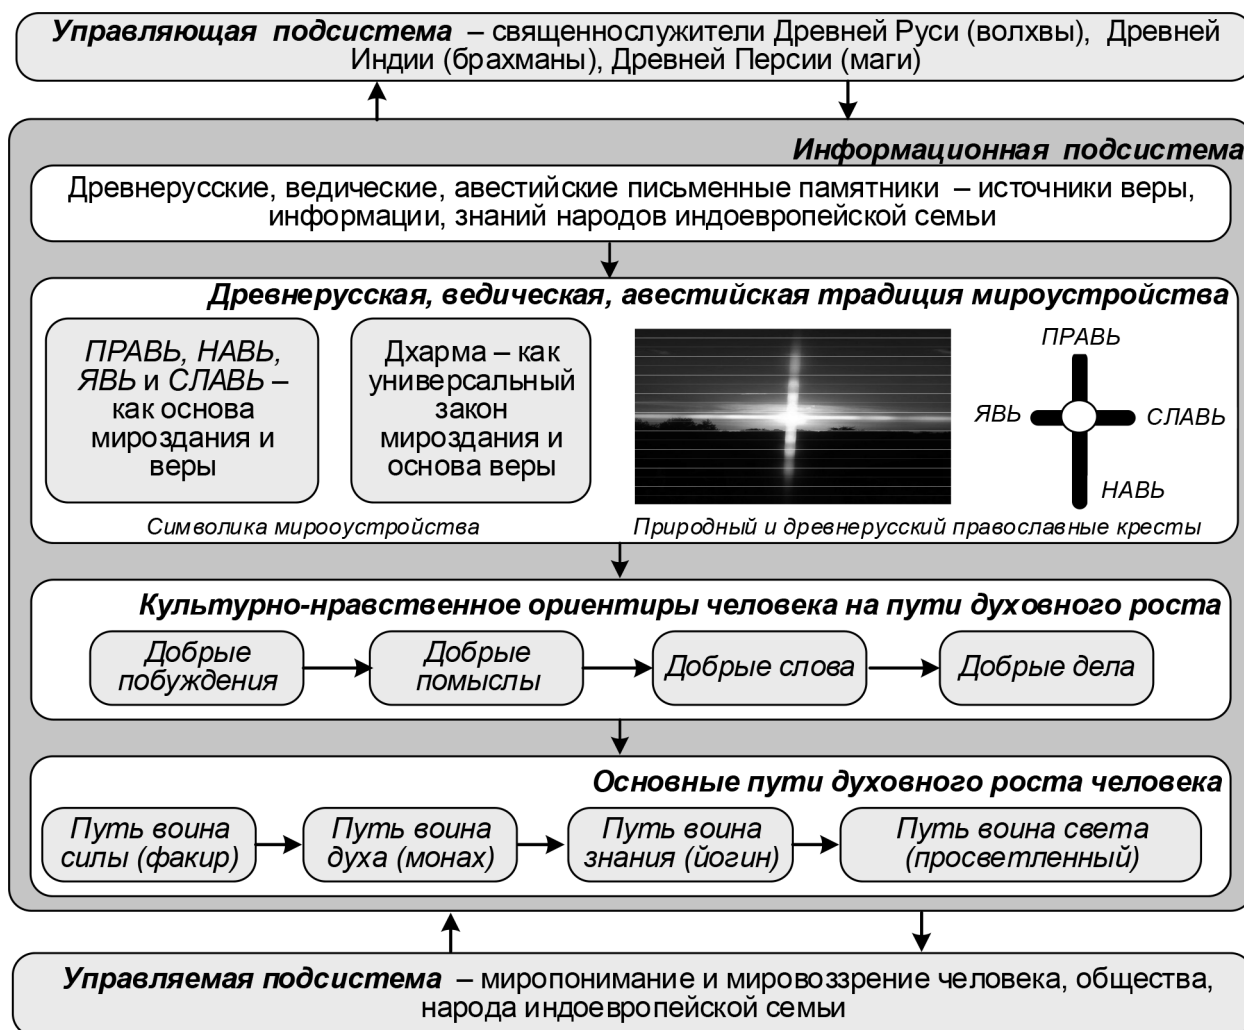 Управляющая подсистема – священнослужители Древней Руси (волхвы), Древней
Индии (брахманы), Древней Персии (маги)
Информационная подсистема
Древнерусские, ведические, авестийские письменные памятники – источники веры,
информации, знаний народов индоевропейской семьи
Древнерусская, ведическая, авестийская традиция мироустройства
ПРАВЬ, НАВЬ,
ЯВЬ и СЛАВЬ –
как основа
мироздания и
веры
Дхарма – как
универсальный
закон
мироздания и
основа веры
ПРАВЬ
ЯВЬ
СЛАВЬ
НАВЬ
Символика мирооустройства
Природный и древнерусский православные кресты
Культурно-нравственное ориентиры человека на пути духовного роста
Добрые
побуждения
Добрые
помыслы
Добрые слова
Добрые дела
Основные пути духовного роста человека
Путь воина
силы (факир)
Путь воина
духа (монах)
Путь воина
знания (йогин)
Путь воина света
(просветленный)
Управляемая подсистема – миропонимание и мировоззрение человека, общества,
народа индоевропейской семьи